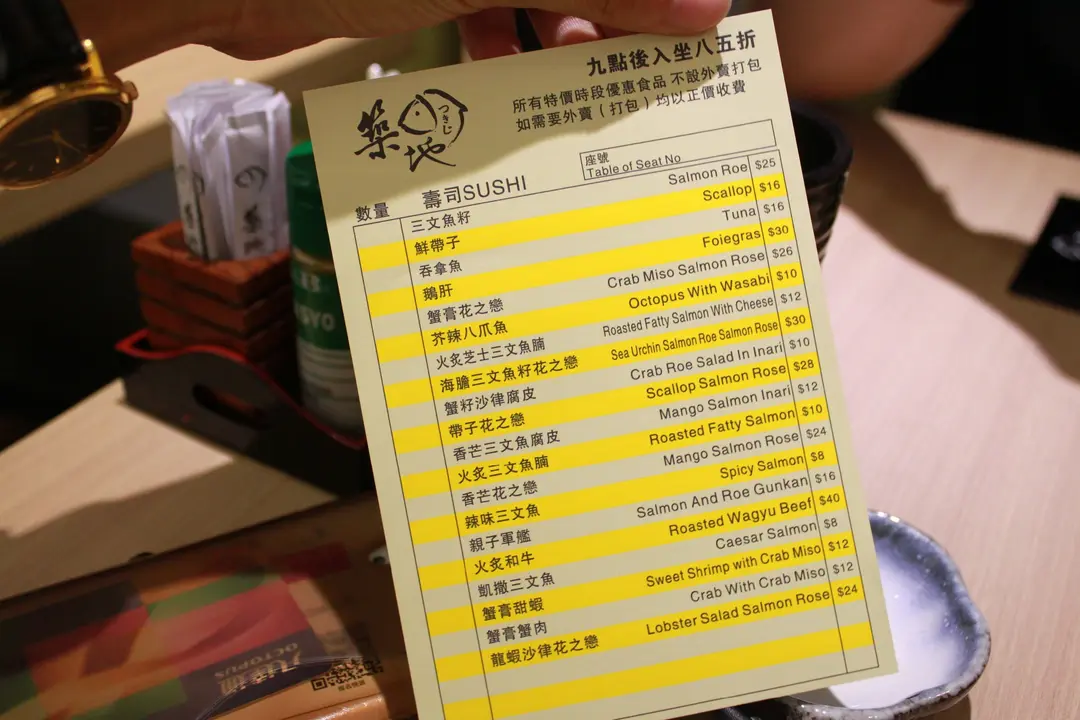 九點後入坐八五折
所有特價時段優惠食品 不設外賣打包
如需要外賣（打包）均以正價收費
築地
つきじ
座號
Table of Seat No
數量 壽司SUSHI
三文魚籽 Salmon Roe $25
鮮帶子 Scallop $16
吞拿魚 Tuna $16
鵝肝 Foiegras $30
蟹膏花之戀 Crab Miso Salmon Rose $26
芥辣八爪魚 Octopus With Wasabi $10
火炙芝士三文魚腩 Roasted Fatty Salmon With Cheese $12
海膽三文魚籽花之戀 Sea Urchin Salmon Roe Salmon Rose $30
蟹籽沙律腐皮 Crab Roe Salad In Inari $10
帶子花之戀 Scallop Salmon Rose $28
香芒三文魚腐皮 Mango Salmon Inari $12
火炙三文魚腩 Roasted Fatty Salmon $10
香芒花之戀 Mango Salmon Rose $24
辣味三文魚 Spicy Salmon $8
親子軍艦 Salmon And Roe Gunkan $16
火炙和牛 Roasted Wagyu Beef $40
凱撒三文魚 Caesar Salmon $8
蟹膏甜蝦 Sweet Shrimp with Crab Miso $12
蟹膏蟹肉 Crab With Crab Miso $12
龍蝦沙律花之戀 Lobster Salad Salmon Rose $24
OCTOPUS